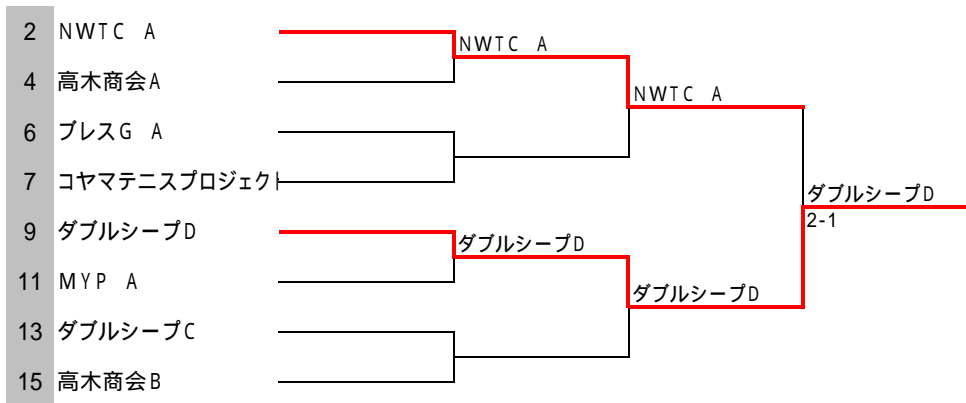 2 NWTC A
NWTC A
4 高木商会A
NWTC A
6 ブレスG A
7 コヤマテニスプロジェクト
ダブルシープD
2-1
9 ダブルシープD
ダブルシープD
11 MYP A
ダブルシープD
13 ダブルシープC
15 高木商会B